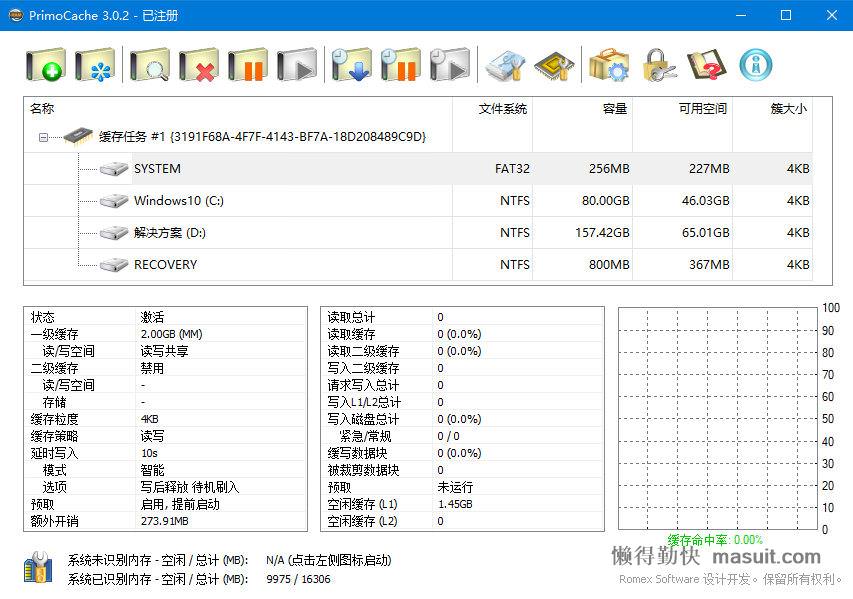 PrimoCache 3.0.2 - 已注册
名称 文件系统 容量 可用空间 簇大小
缓存任务 #1 {3191F68A-4F7F-4143-BF7A-18D208489C9D}
SYSTEM FAT32 256MB 227MB 4KB
Windows10 (C:) NTFS 80.00GB 46.03GB 4KB
解决方案 (D:) NTFS 157.42GB 65.01GB 4KB
RECOVERY NTFS 800MB 367MB 4KB
状态 激活
一级缓存 2.00GB (MM)
读/写空间 读写共享
二级缓存 禁用
读/写空间 -
存储 -
缓存粒度 4KB
缓存策略 读写
延时写入 10s
模式 智能
选项 写后释放 待机刷入
预取 启用, 提前启动
额外开销 273.91MB
读取总计 0
读取缓存 0 (0.0%)
读取二级缓存 0 (0.0%)
写入二级缓存 0
请求写入总计 0
写入L1/L2总计 0
写入磁盘总计 0 (0.0%)
紧急/常规 0 / 0
缓写数据块 0 (0.0%)
被裁剪数据块 0
预取 未运行
空闲缓存 (L1) 1.45GB
空闲缓存 (L2) 0
100
90
80
70
60
50
40
30
20
10
0
缓存命中率: 0.00%
系统未识别内存 - 空闲 / 总计 (MB): N/A (点击左侧图标启动)
系统已识别内存 - 空闲 / 总计 (MB): 9975 / 16306
懒得勤快 masuit.com
Romex Software 设计开发。保留所有权利。